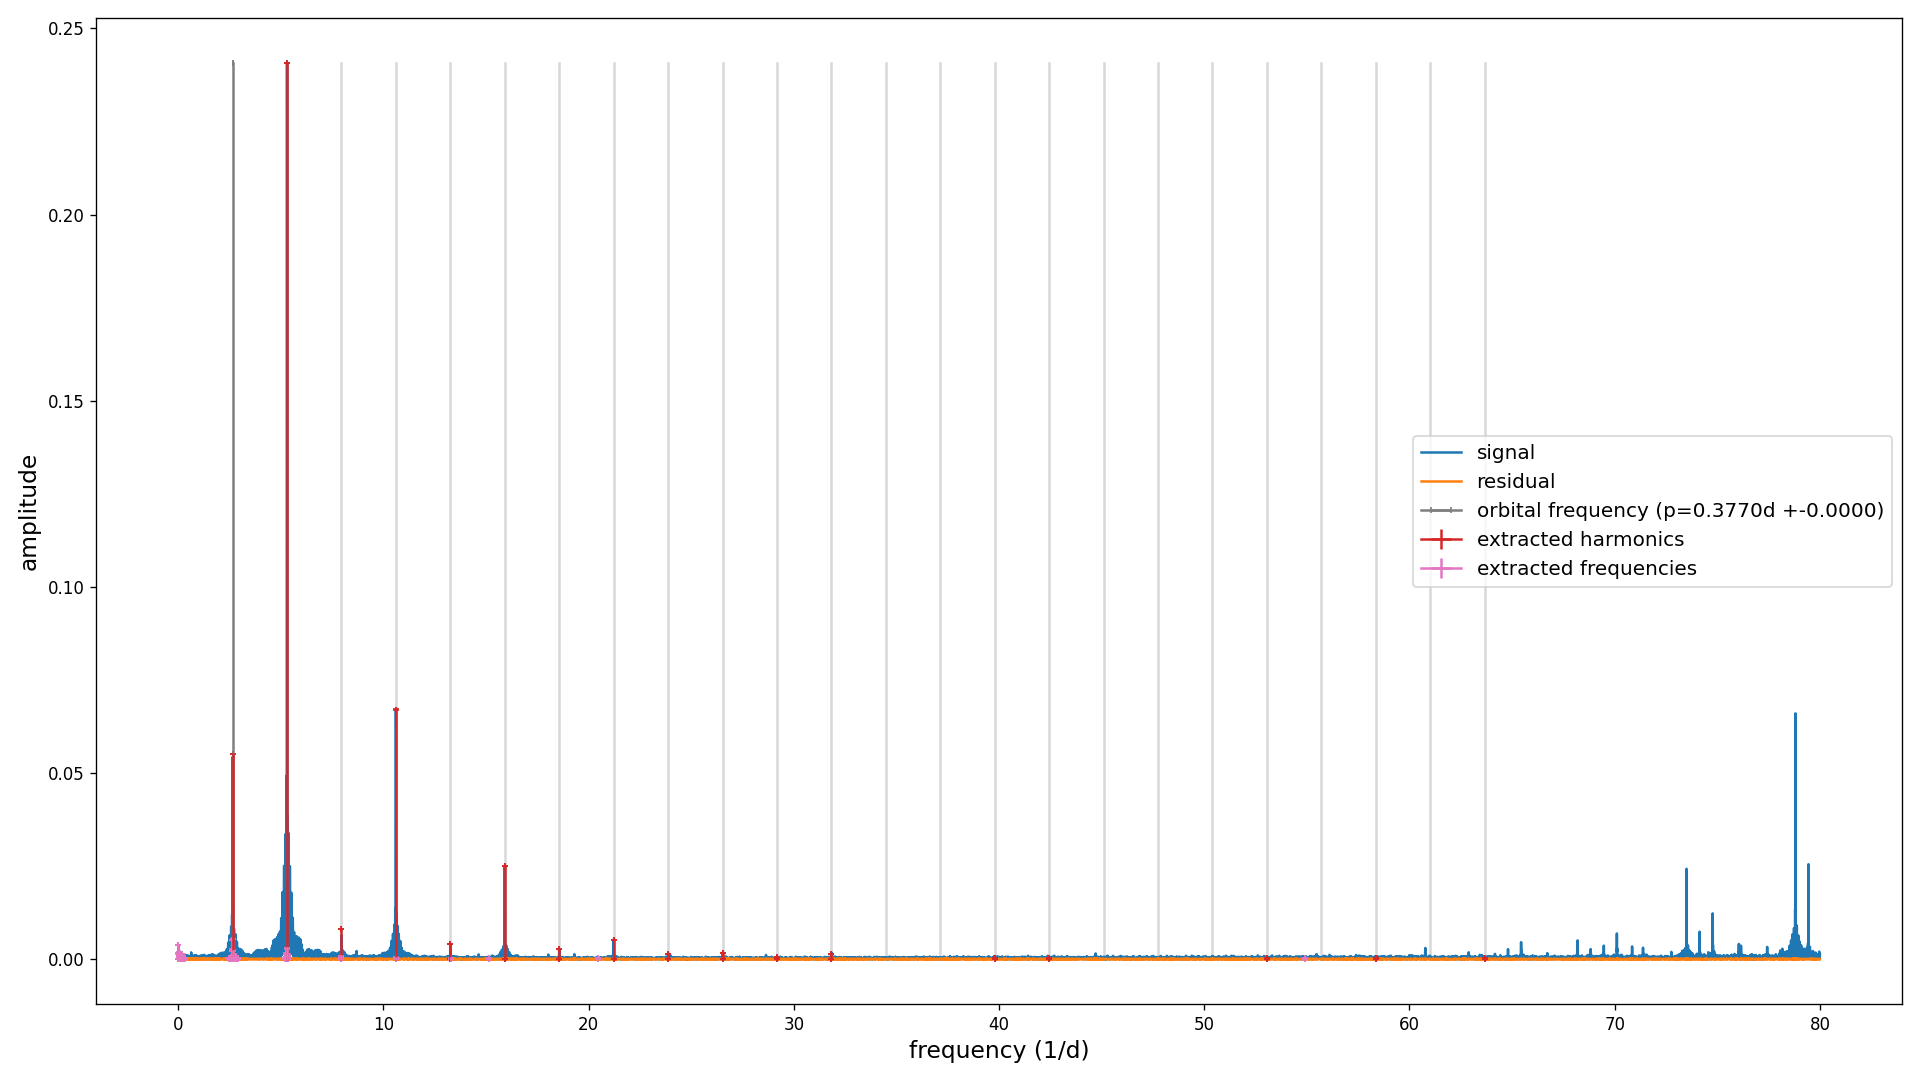 0.25
0.20
0.15
0.10
0.05
0.00
amplitude
signal
residual
orbital frequency (p=0.3770d +-0.0000)
extracted harmonics
extracted frequencies
0 10 20 30 40 50 60 70 80
frequency (1/d)